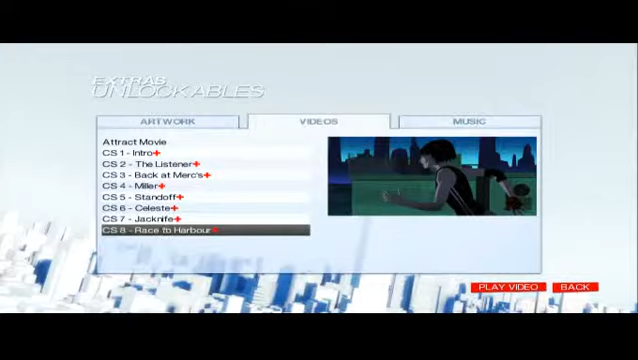 EXTRAS
UNLOCKABLES
ARTWORK
VIDEOS
MUSIC
Attract Movie
CS 1 - Intro+
CS 2 - The Listener+
CS 3 - Back at Merc's+
CS 4 - Miller+
CS 5 - Standoff+
CS 6 - Celeste+
CS 7 - Jacknife+
CS 8 - Race to Harbour+
PLAY VIDEO
BACK